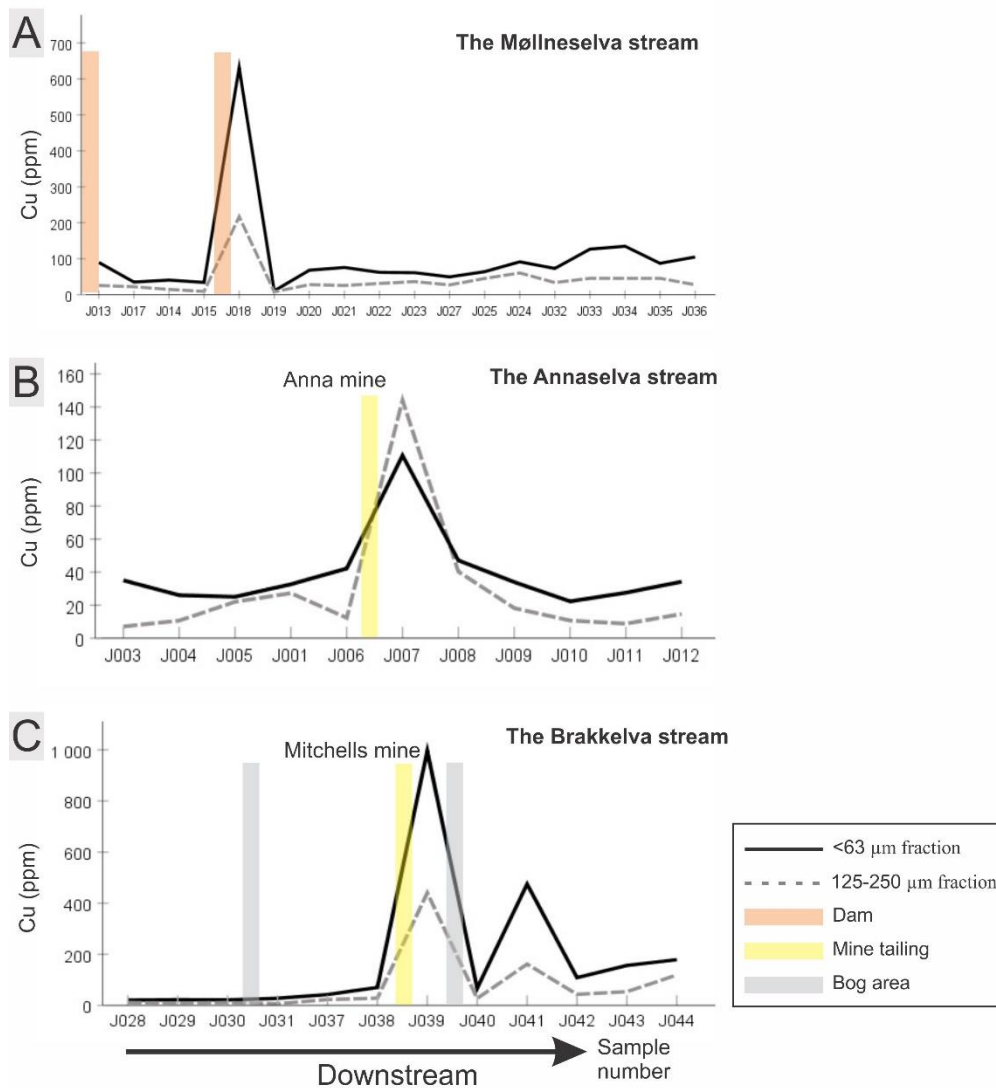 A
The Møllneselva stream
Cu (ppm)
700
600
500
400
300
200
100
0
J013 J017 J014 J015 J018 J019 J020 J021 J022 J023 J027 J025 J024 J032 J033 J034 J035 J036
B
Anna mine
The Annaselva stream
Cu (ppm)
160
140
120
100
80
60
40
20
0
J003 J004 J005 J001 J006 J007 J008 J009 J010 J011 J012
C
Mitchells mine
The Brakkelva stream
Cu (ppm)
1 000
800
600
400
200
0
J028 J029 J030 J031 J037 J038 J039 J040 J041 J042 J043 J044
Downstream
Sample
number
<63 µm fraction
125-250 µm fraction
Dam
Mine tailing
Bog area